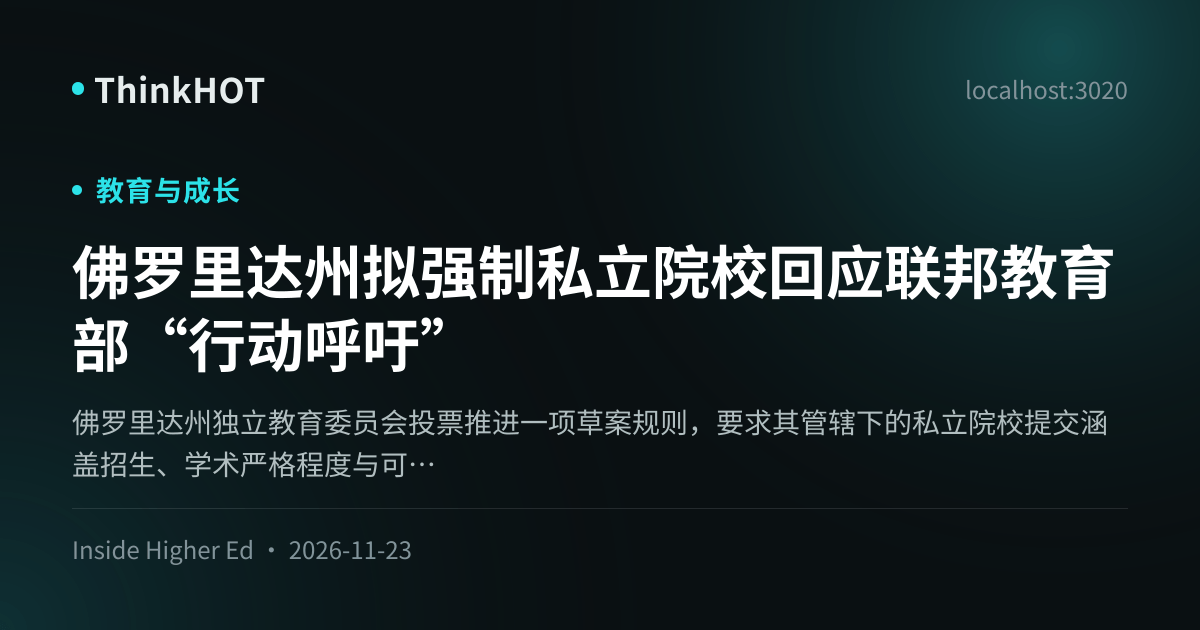 ThinkHOT
localhost:3020
教育与成长
佛罗里达州拟强制私立院校回应联邦教育
部“行动呼吁”
佛罗里达州独立教育委员会投票推进一项草案规则，要求其管辖下的私立院校提交涵
盖招生、学术严格程度与可…
Inside Higher Ed · 2026-11-23